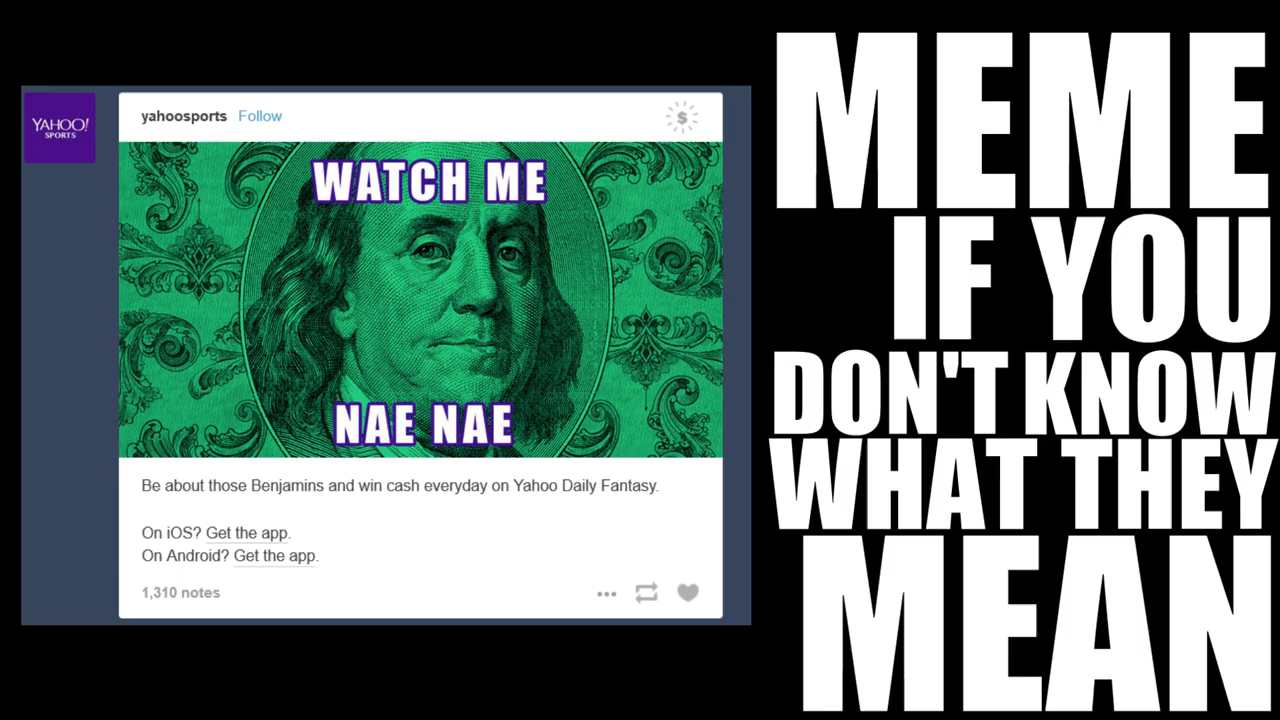 YAHOO!
SPORTS
yahoosports Follow
$
WATCH ME
NAE NAE
Be about those Benjamins and win cash everyday on Yahoo Daily Fantasy.
On iOS? Get the app.
On Android? Get the app.
1,310 notes
MEME
IF YOU
DON'T KNOW
WHAT THEY
MEAN